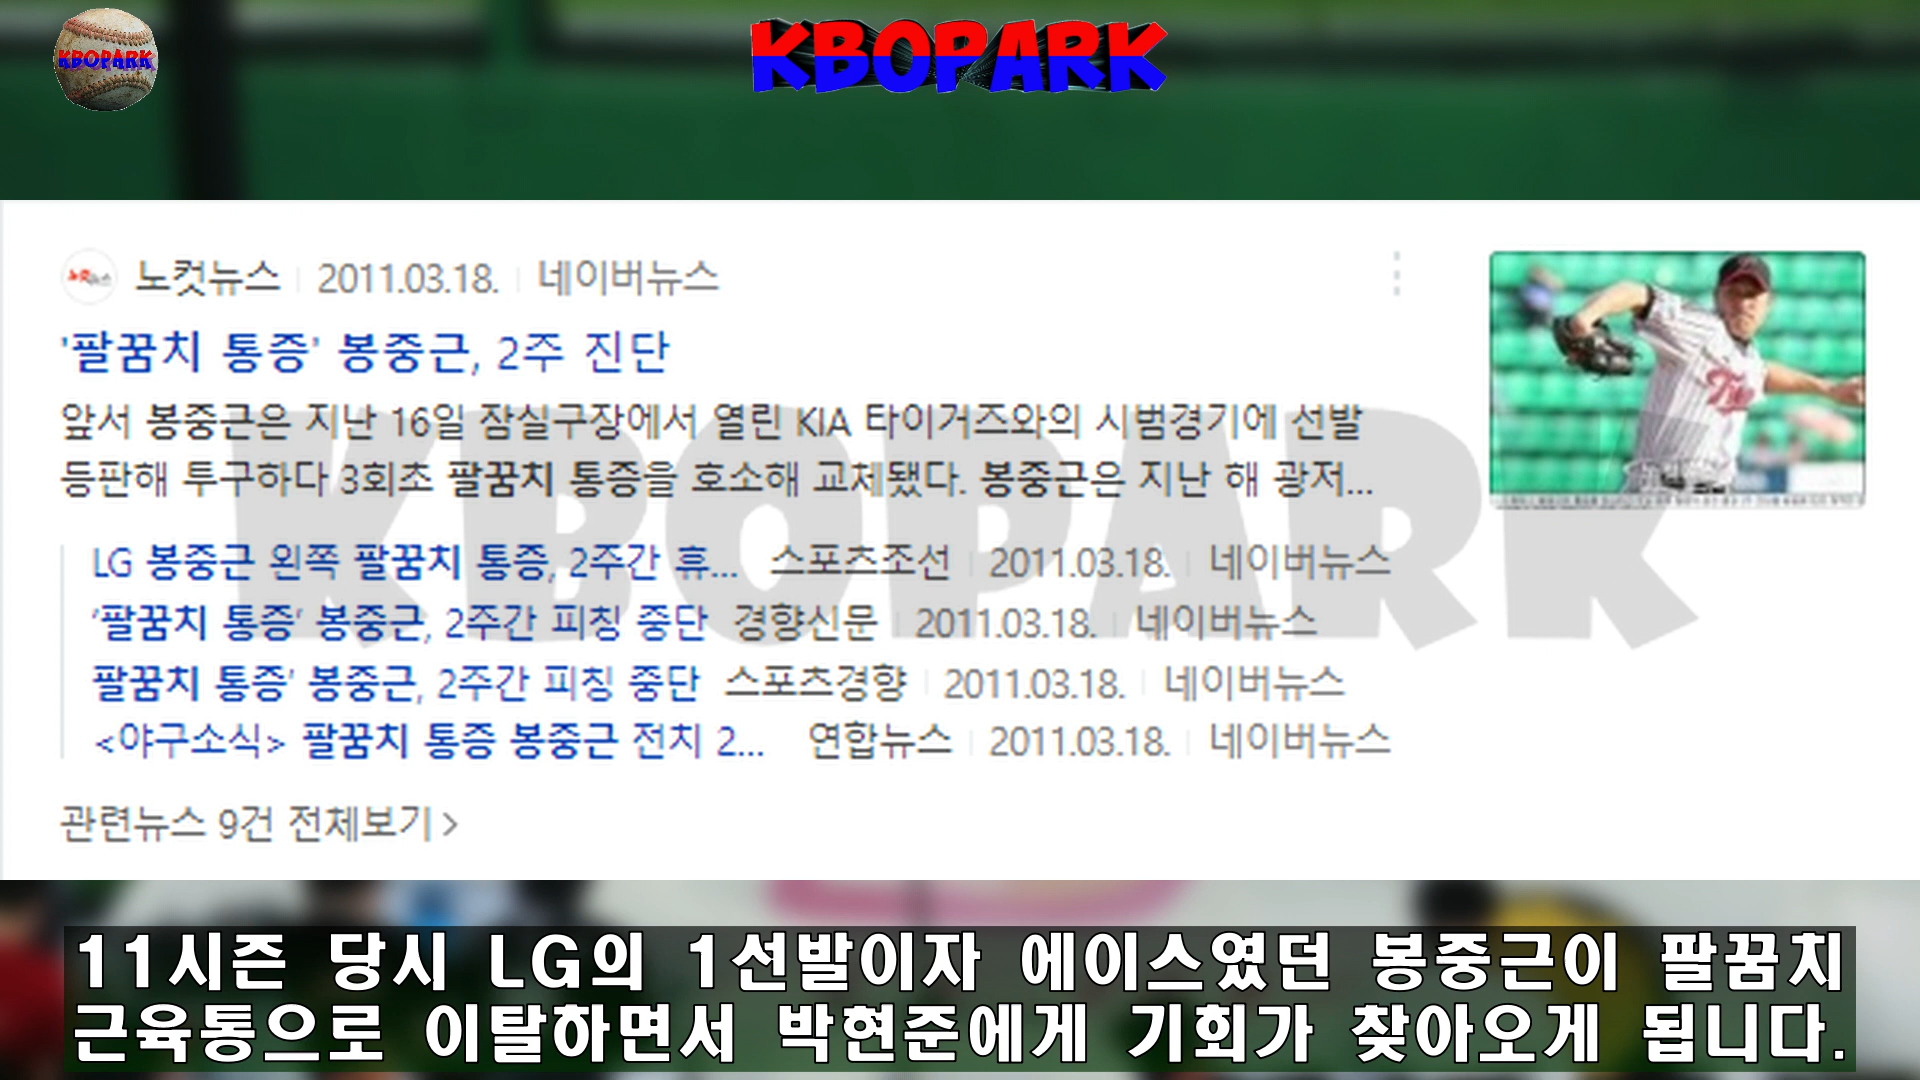 KBOPARK
KBOPARK
노컷뉴스 2011.03.18. 네이버뉴스
'팔꿈치 통증' 봉중근, 2주 진단
앞서 봉중근은 지난 16일 잠실구장에서 열린 KIA 타이거즈와의 시범경기에 선발
등판해 투구하다 3회초 팔꿈치 통증을 호소해 교체됐다. 봉중근은 지난 해 광저...
KBOPARK
LG 봉중근 왼쪽 팔꿈치 통증, 2주간 휴... 스포츠조선 2011.03.18. 네이버뉴스
'팔꿈치 통증' 봉중근, 2주간 피칭 중단 경향신문 2011.03.18. 네이버뉴스
팔꿈치 통증' 봉중근, 2주간 피칭 중단 스포츠경향 2011.03.18. 네이버뉴스
<야구소식> 팔꿈치 통증 봉중근 전치 2... 연합뉴스 2011.03.18. 네이버뉴스
관련뉴스 9건 전체보기 >
11시즌 당시 LG의 1선발이자 에이스였던 봉중근이 팔꿈치
근육통으로 이탈하면서 박현준에게 기회가 찾아오게 됩니다.